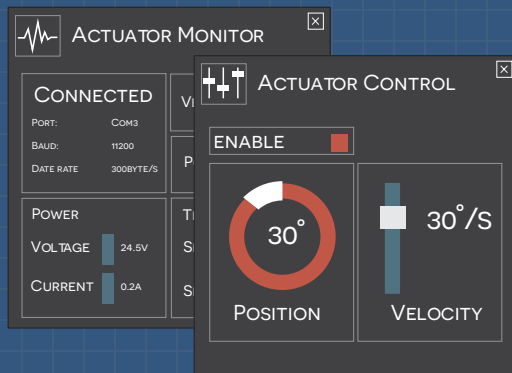 Actuator Monitor
Connected
Port: Com3
Baud: 11200
Date rate 300byte/s
Power
Voltage 24.5V
Current 0.2A
Actuator Control
ENABLE
30°
Position
30°/s
Velocity